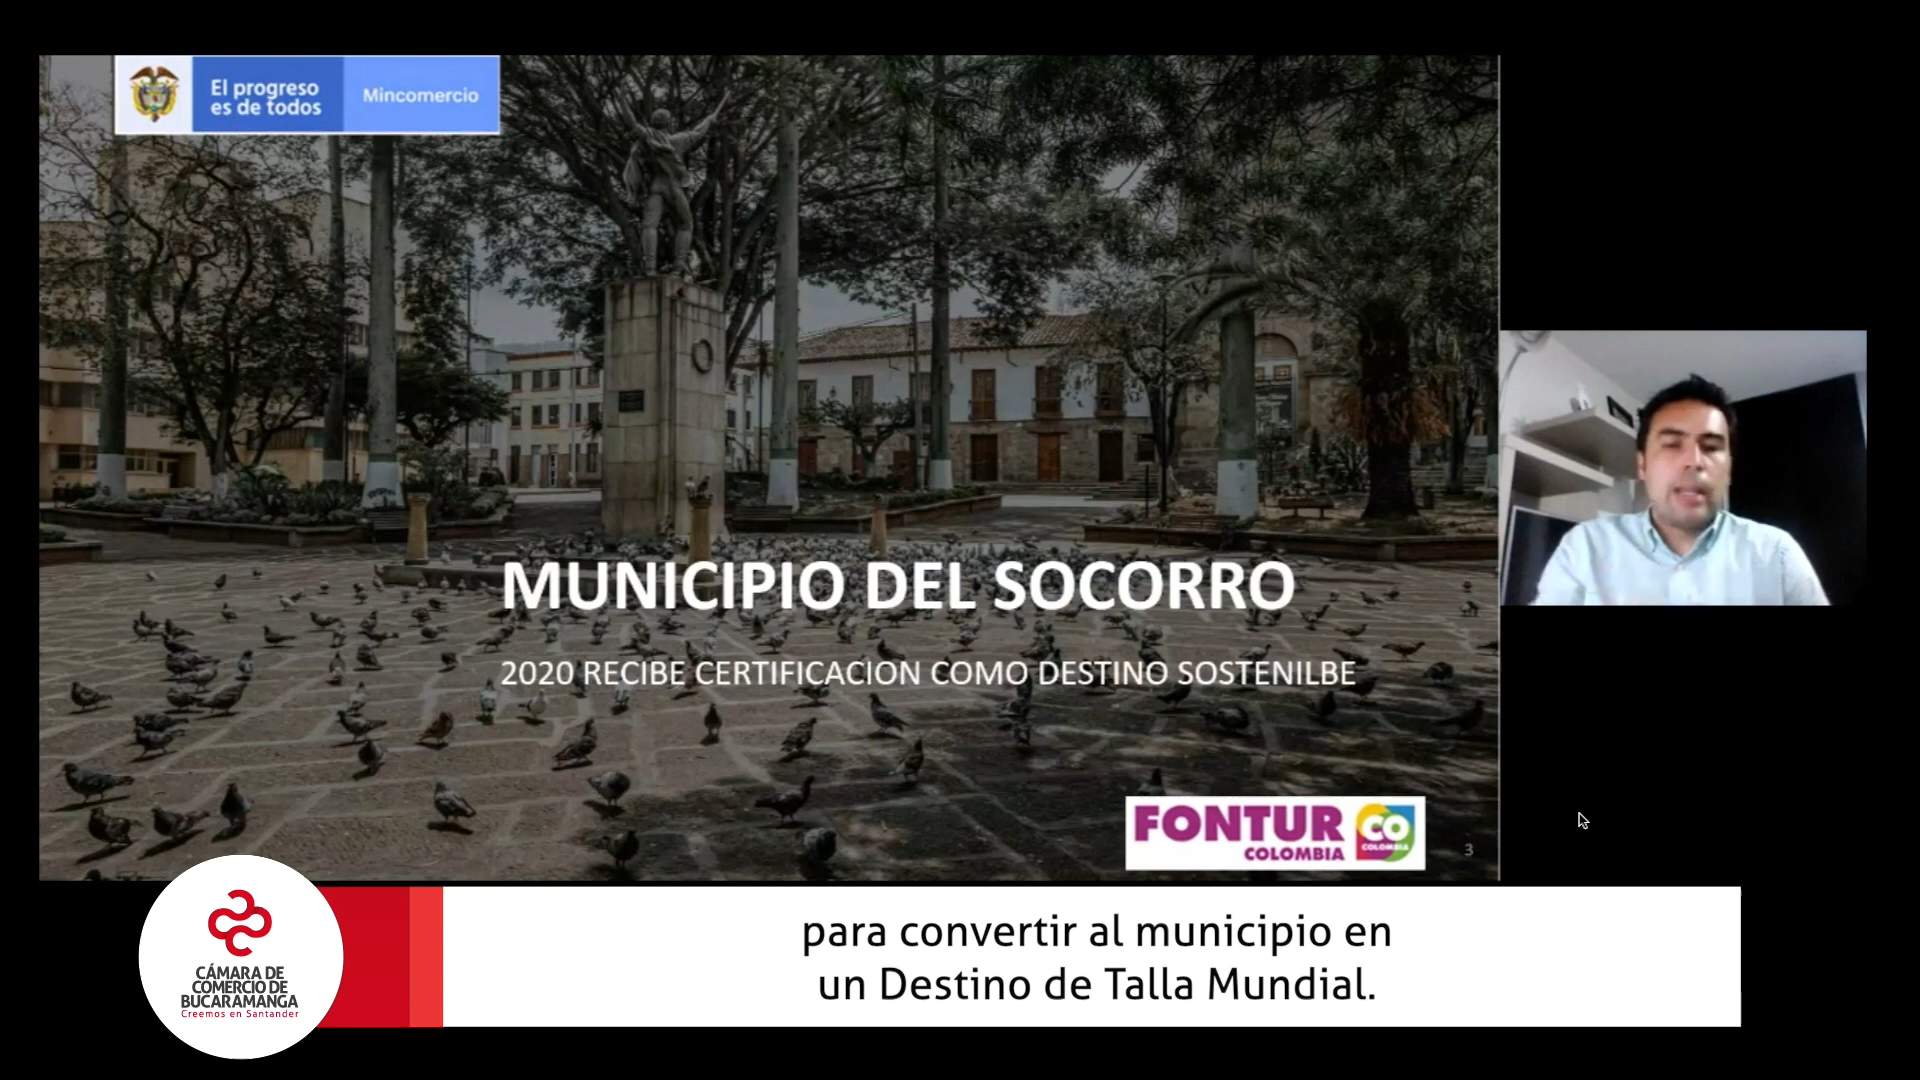 El progreso
es de todos
Mincomercio
MUNICIPIO DEL SOCORRO
2020 RECIBE CERTIFICACION COMO DESTINO SOSTENILBE
FONTUR
COLOMBIA
CO
COLOMBIA
3
CÁMARA DE
COMERCIO DE
BUCARAMANGA
Creemos en Santander
para convertir al municipio en
un Destino de Talla Mundial.